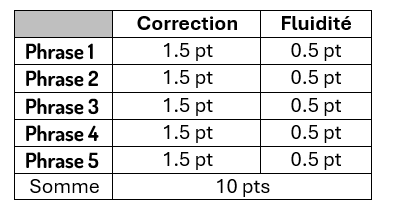 Correction Fluidité
Phrase 1 1.5 pt 0.5 pt
Phrase 2 1.5 pt 0.5 pt
Phrase 3 1.5 pt 0.5 pt
Phrase 4 1.5 pt 0.5 pt
Phrase 5 1.5 pt 0.5 pt
Somme 10 pts